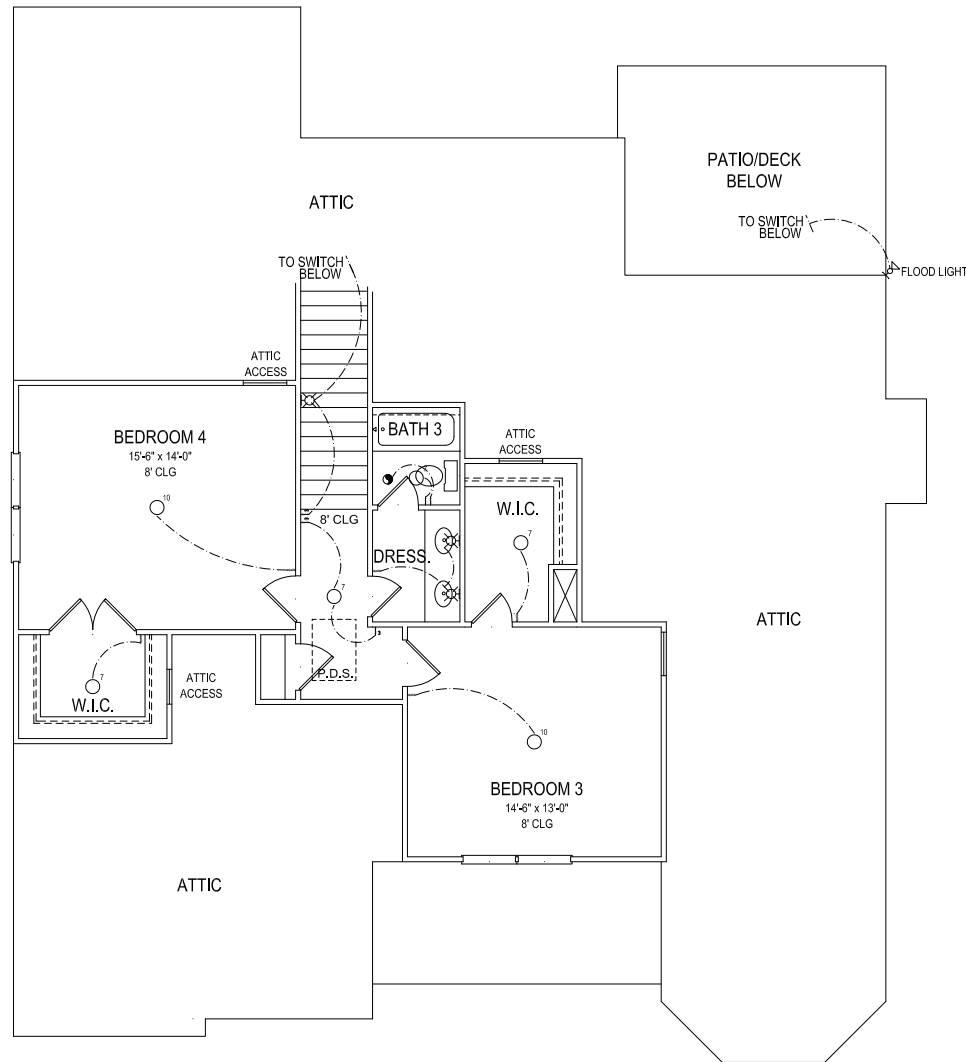 PATIO/DECK
BELOW
ATTIC
TO SWITCH
BELOW
TO SWITCH
BELOW
FLOOD LIGHT
ATTIC
ACCESS
BEDROOM 4
15'-6" x 14'-0"
8' CLG
10
BATH 3
ATTIC
ACCESS
W.I.C.
7
8' CLG
DRESS.
7
ATTIC
P.D.S.
ATTIC
ACCESS
7
W.I.C.
10
BEDROOM 3
14'-6" x 13'-0"
8' CLG
ATTIC